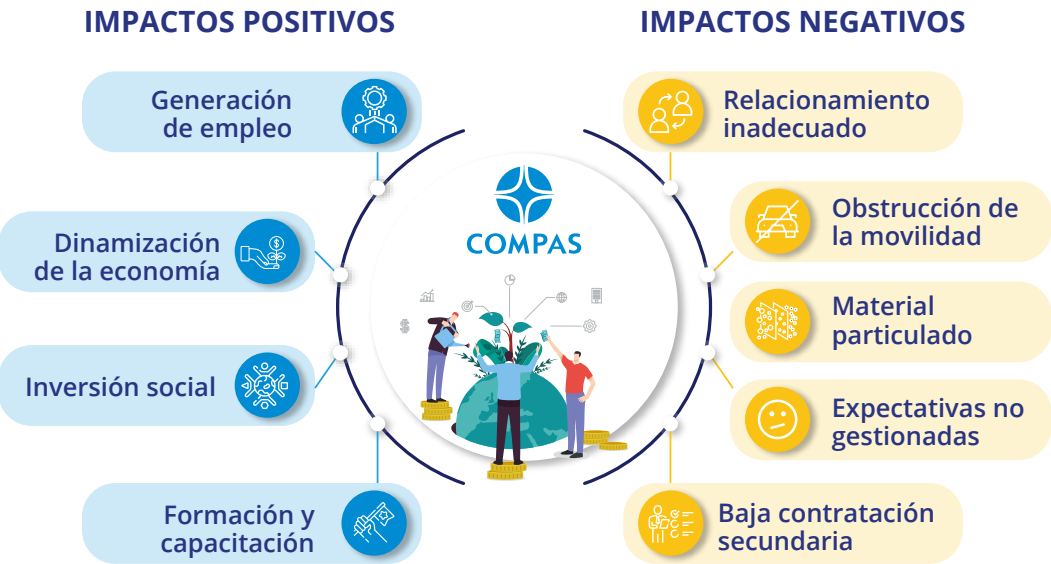 IMPACTOS POSITIVOS
Generación
de empleo
Dinamización
de la economía
Inversión social
Formación y
capacitación
COMPAS
IMPACTOS NEGATIVOS
Relacionamiento
inadecuado
Obstrucción de
la movilidad
Material
particulado
Expectativas no
gestionadas
Baja contratación
secundaria